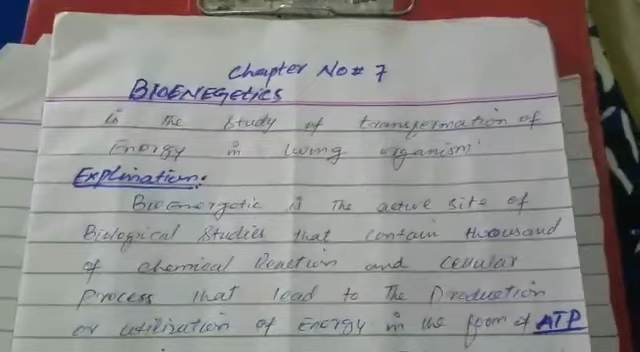 Chapter No# 7
BIOENEGETICS
is the study of transpermation of
Energy in living organism
Explination:
Bioenergetic is The active site of
Biological Studies that contain thousand
of chemical Reaction and cellular
process that lead to The Production
or utilization of Energy in the form of ATP